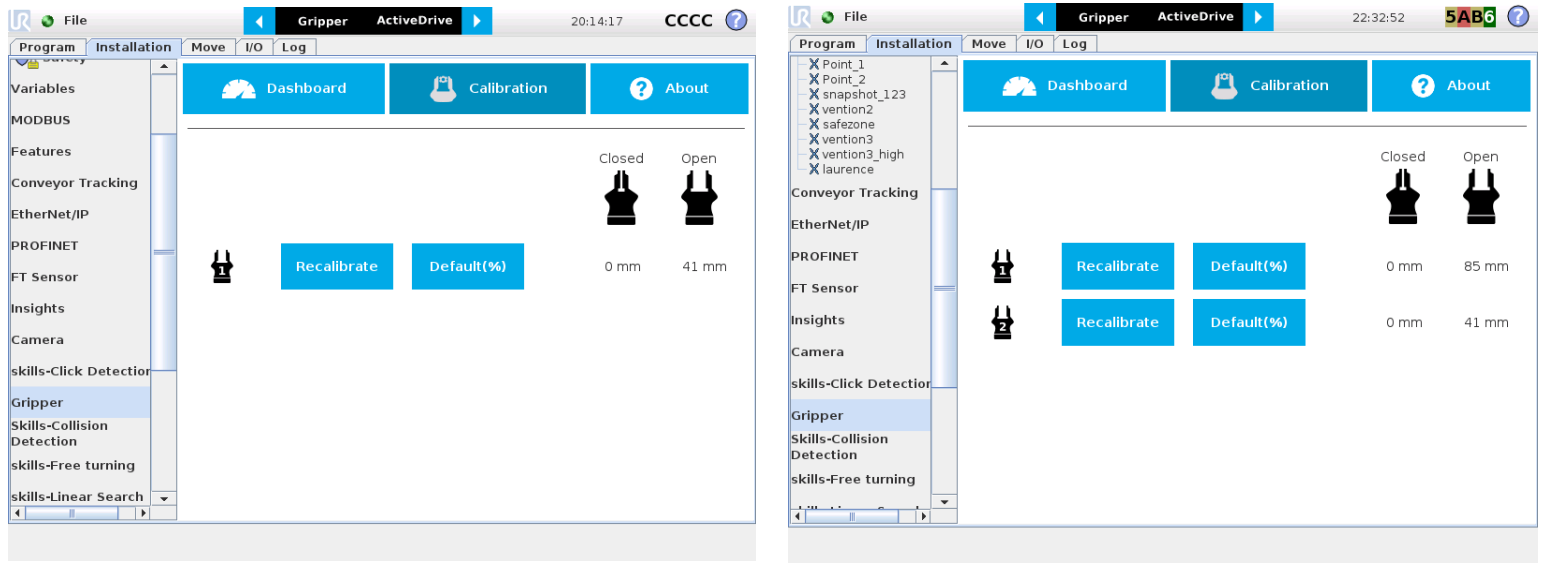 UR File Gripper ActiveDrive 20:14:17 CCCC ?
Program Installation Move I/O Log
Safety
Variables
MODBUS
Features
Conveyor Tracking
EtherNet/IP
PROFINET
FT Sensor
Insights
Camera
skills-Click Detection
Gripper
Skills-Collision
Detection
skills-Free turning
skills-Linear Search
Dashboard Calibration ? About
Closed Open
1 Recalibrate Default(%) 0 mm 41 mm
UR File Gripper ActiveDrive 22:32:52 5AB6 ?
Program Installation Move I/O Log
Point_1
Point_2
snapshot_123
vention2
safezone
vention3
vention3_high
laurence
Conveyor Tracking
EtherNet/IP
PROFINET
FT Sensor
Insights
Camera
skills-Click Detection
Gripper
Skills-Collision
Detection
skills-Free turning
Dashboard Calibration ? About
Closed Open
1 Recalibrate Default(%) 0 mm 85 mm
2 Recalibrate Default(%) 0 mm 41 mm